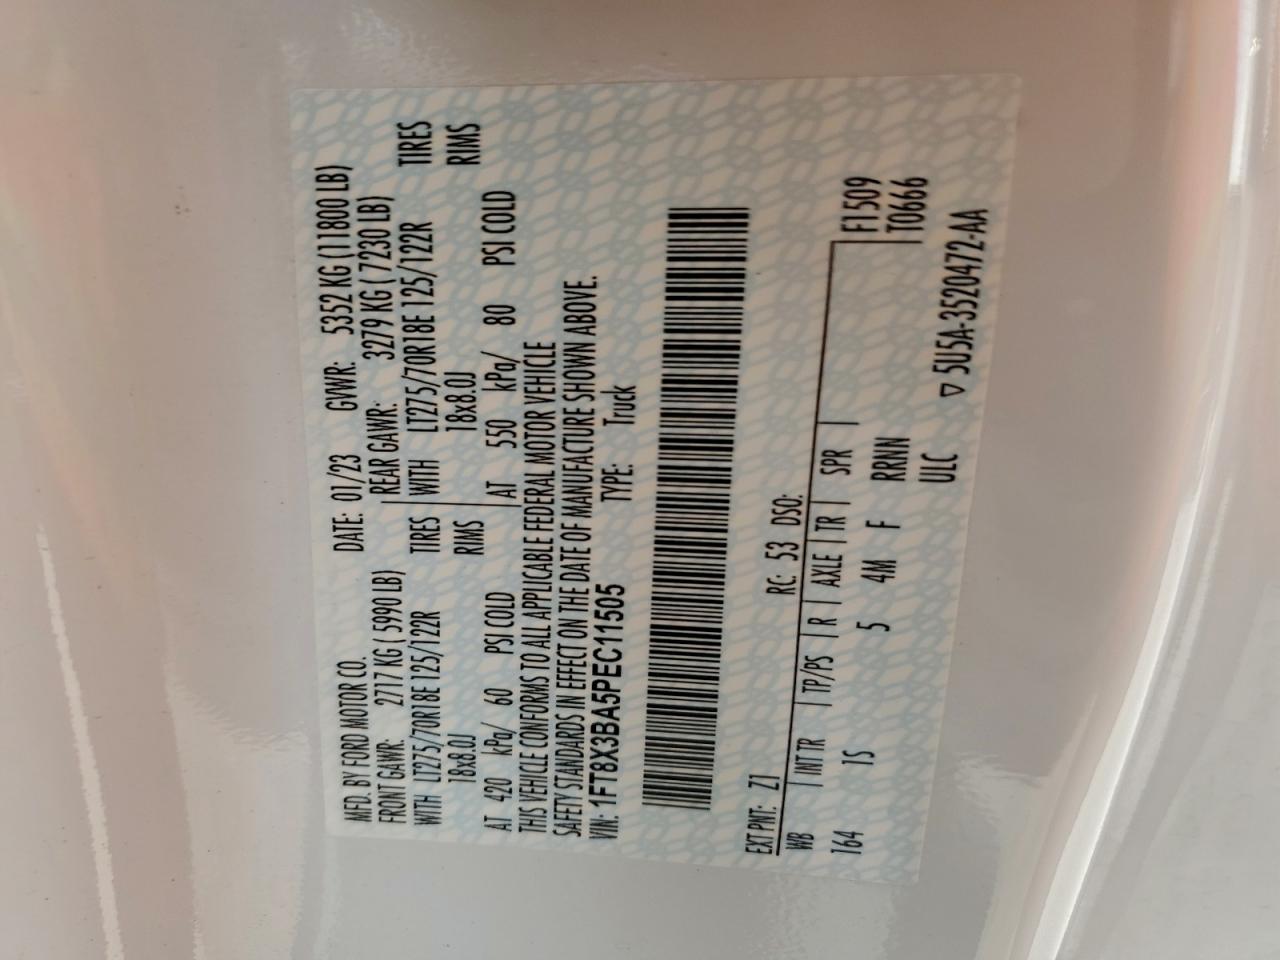 MFD. BY FORD MOTOR CO.
DATE: 01/23 GVWR: 5352 KG (11800 LB)
FRONT GAWR: 2717 KG ( 5990 LB) REAR GAWR: 3279 KG ( 7230 LB)
WITH LT275/70R18E 125/122R TIRES WITH LT275/70R18E 125/122R TIRES
18x8.0J RIMS 18x8.0J RIMS
AT 420 kPa/ 60 PSI COLD AT 550 kPa/ 80 PSI COLD
THIS VEHICLE CONFORMS TO ALL APPLICABLE FEDERAL MOTOR VEHICLE
SAFETY STANDARDS IN EFFECT ON THE DATE OF MANUFACTURE SHOWN ABOVE.
VIN: 1FT8X3BA5PEC11505 TYPE: Truck
EXT PNT: Z1 RC: 53 DSO:
WB INT TR TP/PS R AXLE TR SPR F1509
164 1S 5 4M F RRNN T0666
ULC ▽ 5U5A-3520472-AA